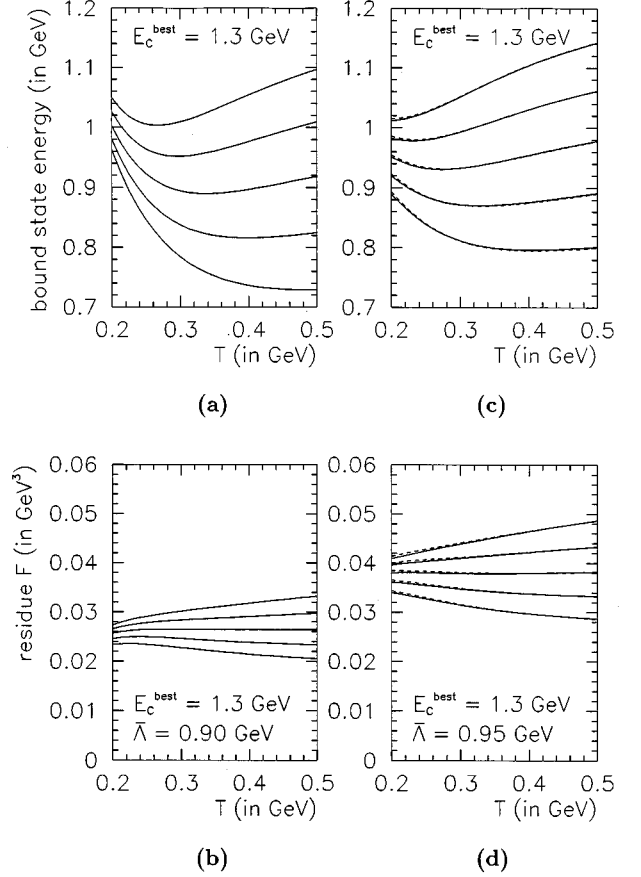 bound state energy (in GeV)
1.2
1.1
1
0.9
0.8
0.7
E_c^best = 1.3 GeV
0.2 0.3 0.4 0.5
T (in GeV)
(a)
E_c^best = 1.3 GeV
1.2
1.1
1
0.9
0.8
0.7
0.2 0.3 0.4 0.5
T (in GeV)
(c)
residue F (in GeV³)
0.06
0.05
0.04
0.03
0.02
0.01
0
E_c^best = 1.3 GeV
Λ̄ = 0.90 GeV
0.2 0.3 0.4 0.5
T (in GeV)
(b)
0.06
0.05
0.04
0.03
0.02
0.01
0
E_c^best = 1.3 GeV
Λ̄ = 0.95 GeV
0.2 0.3 0.4 0.5
T (in GeV)
(d)